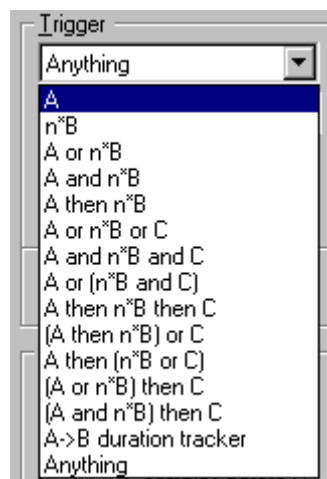 Trigger
Anything
A
n*B
A or n*B
A and n*B
A then n*B
A or n*B or C
A and n*B and C
A or (n*B and C)
A then n*B then C
(A then n*B) or C
A then (n*B or C)
(A or n*B) then C
(A and n*B) then C
A->B duration tracker
Anything